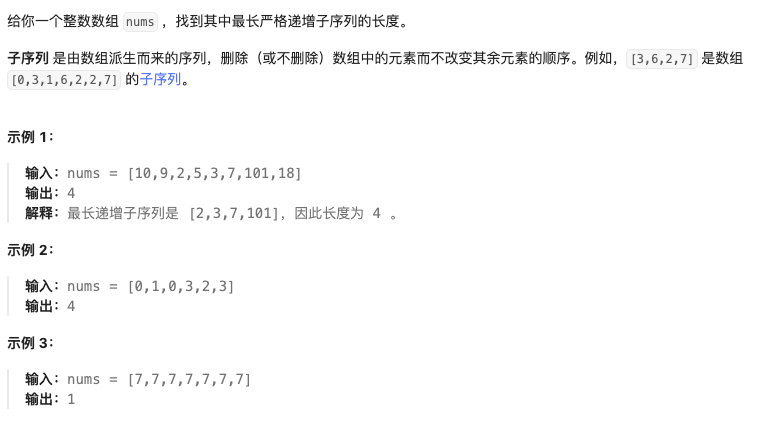 给你一个整数数组 nums ，找到其中最长严格递增子序列的长度。
子序列 是由数组派生而来的序列，删除（或不删除）数组中的元素而不改变其余元素的顺序。例如，[3,6,2,7] 是数组
[0,3,1,6,2,2,7] 的子序列。
示例 1：
输入：nums = [10,9,2,5,3,7,101,18]
输出：4
解释：最长递增子序列是 [2,3,7,101]，因此长度为 4 。
示例 2：
输入：nums = [0,1,0,3,2,3]
输出：4
示例 3：
输入：nums = [7,7,7,7,7,7,7]
输出：1